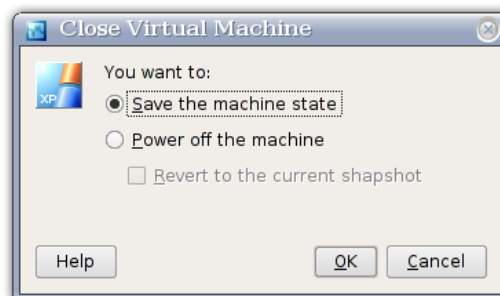 Close Virtual Machine
XP
You want to:
Save the machine state
Power off the machine
Revert to the current shapshot
Help
OK
Cancel